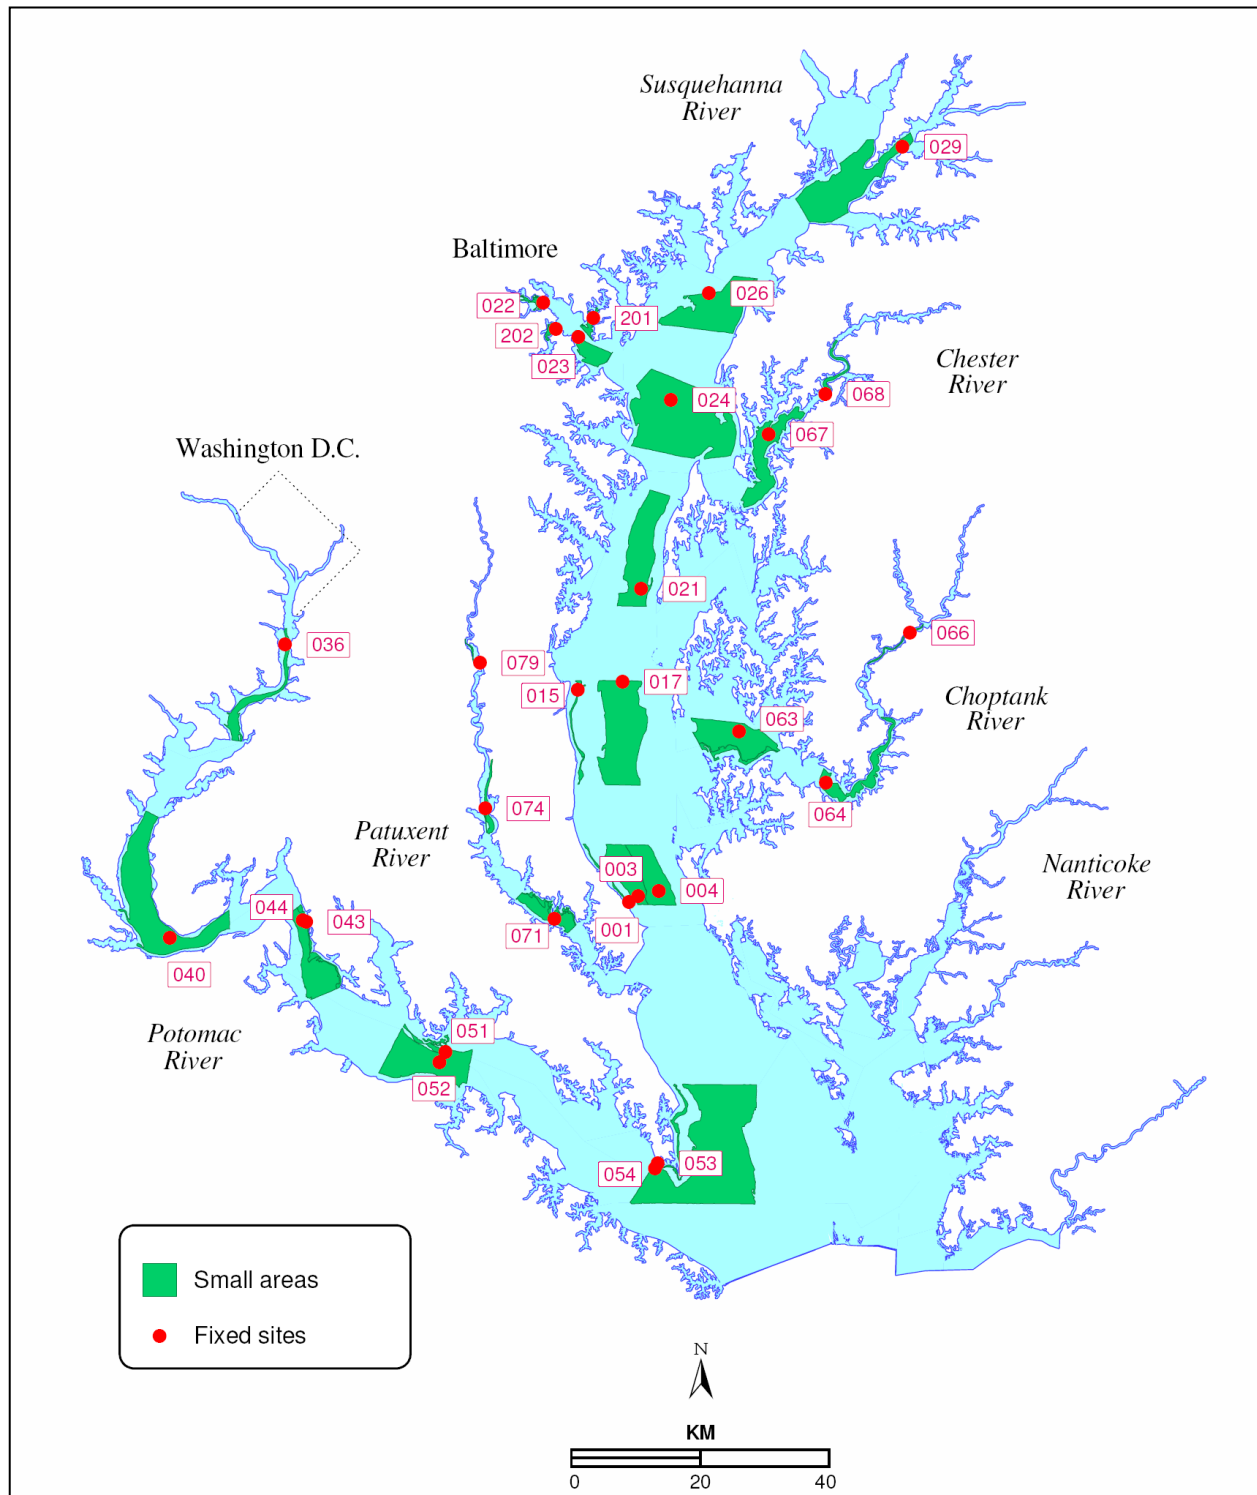 Susquehanna
River
029
Baltimore
022
026
201
202
023
Chester
River
024
068
067
Washington D.C.
021
036
066
079
015
017
Choptank
River
063
064
Patuxent
River
074
003
004
Nanticoke
River
044
043
071
001
040
Potomac
River
051
052
054
053
Small areas
Fixed sites
N
KM
0
20
40